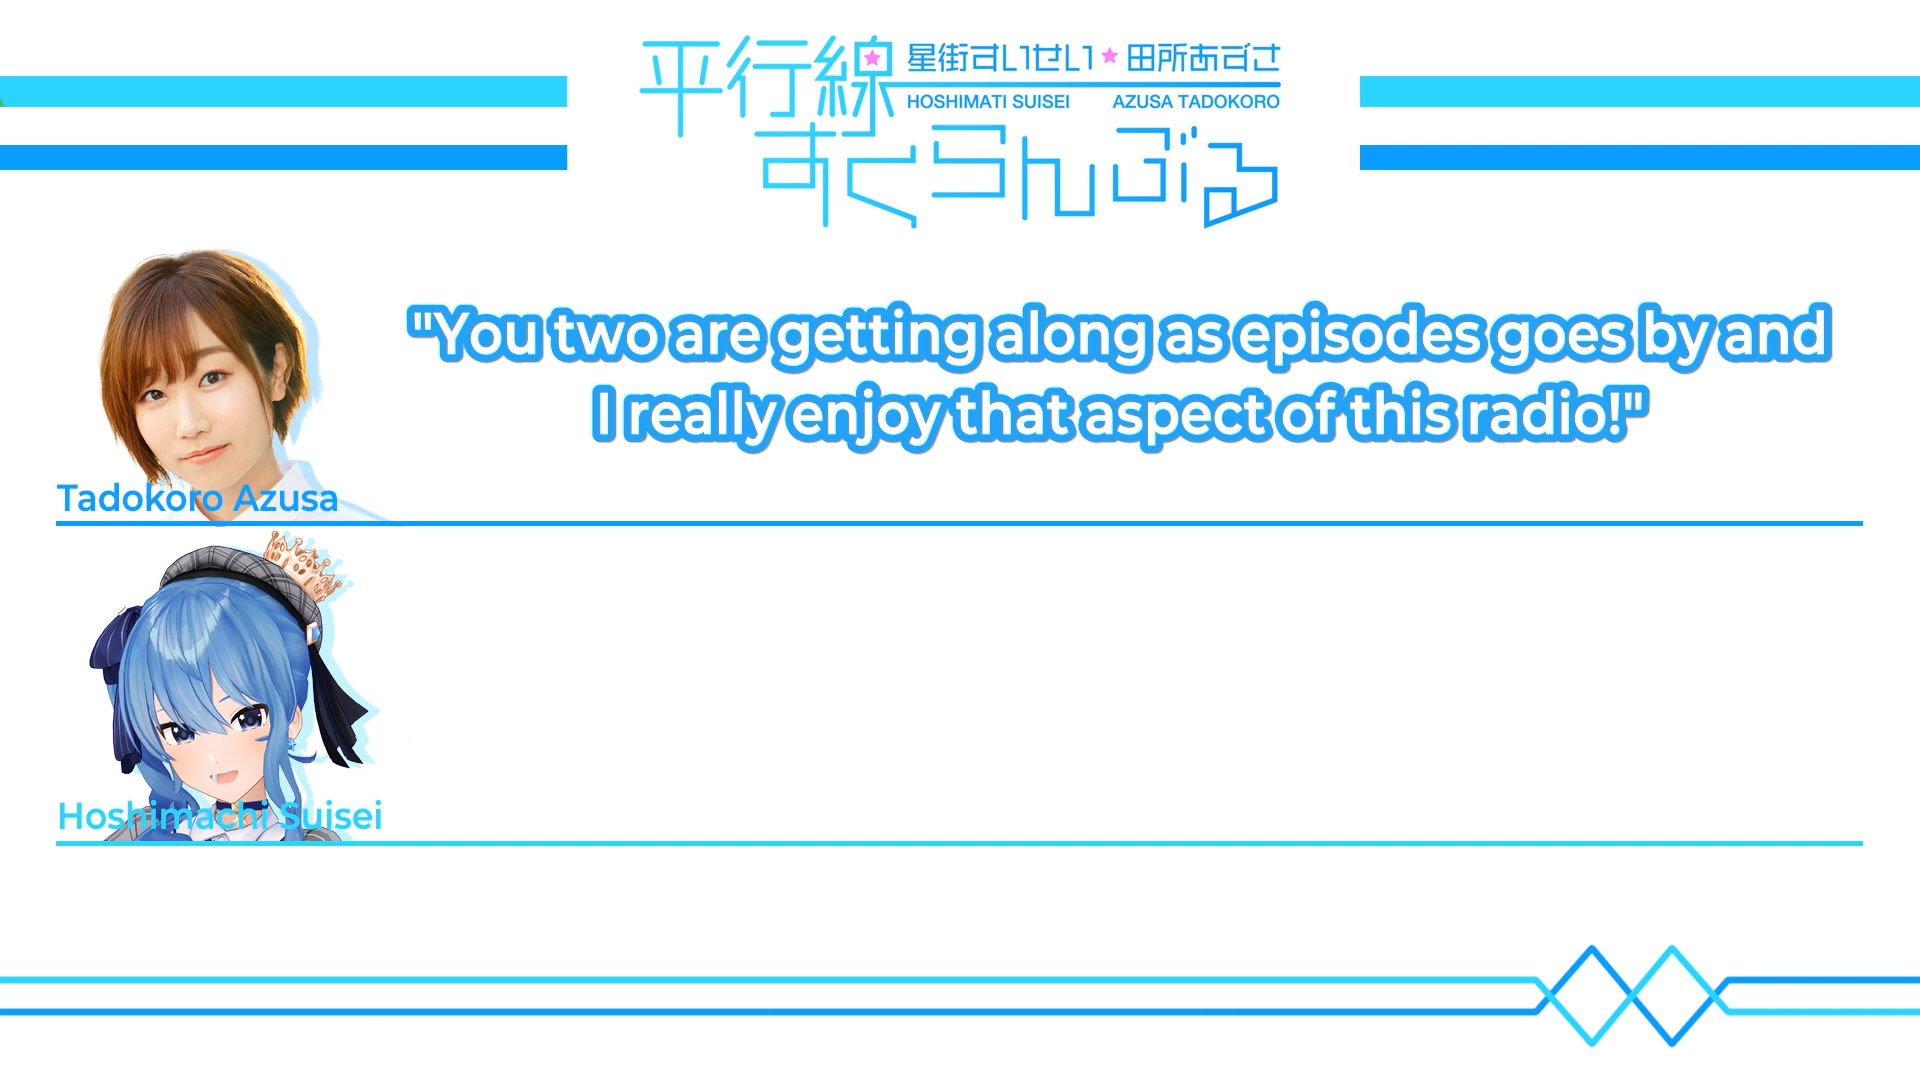 平行線
星街すいせい★田所あずさ
HOSHIMATI SUISEI AZUSA TADOKORO
すくらんぶる
"You two are getting along as episodes goes by and
I really enjoy that aspect of this radio!"
Tadokoro Azusa
Hoshimachi Suisei